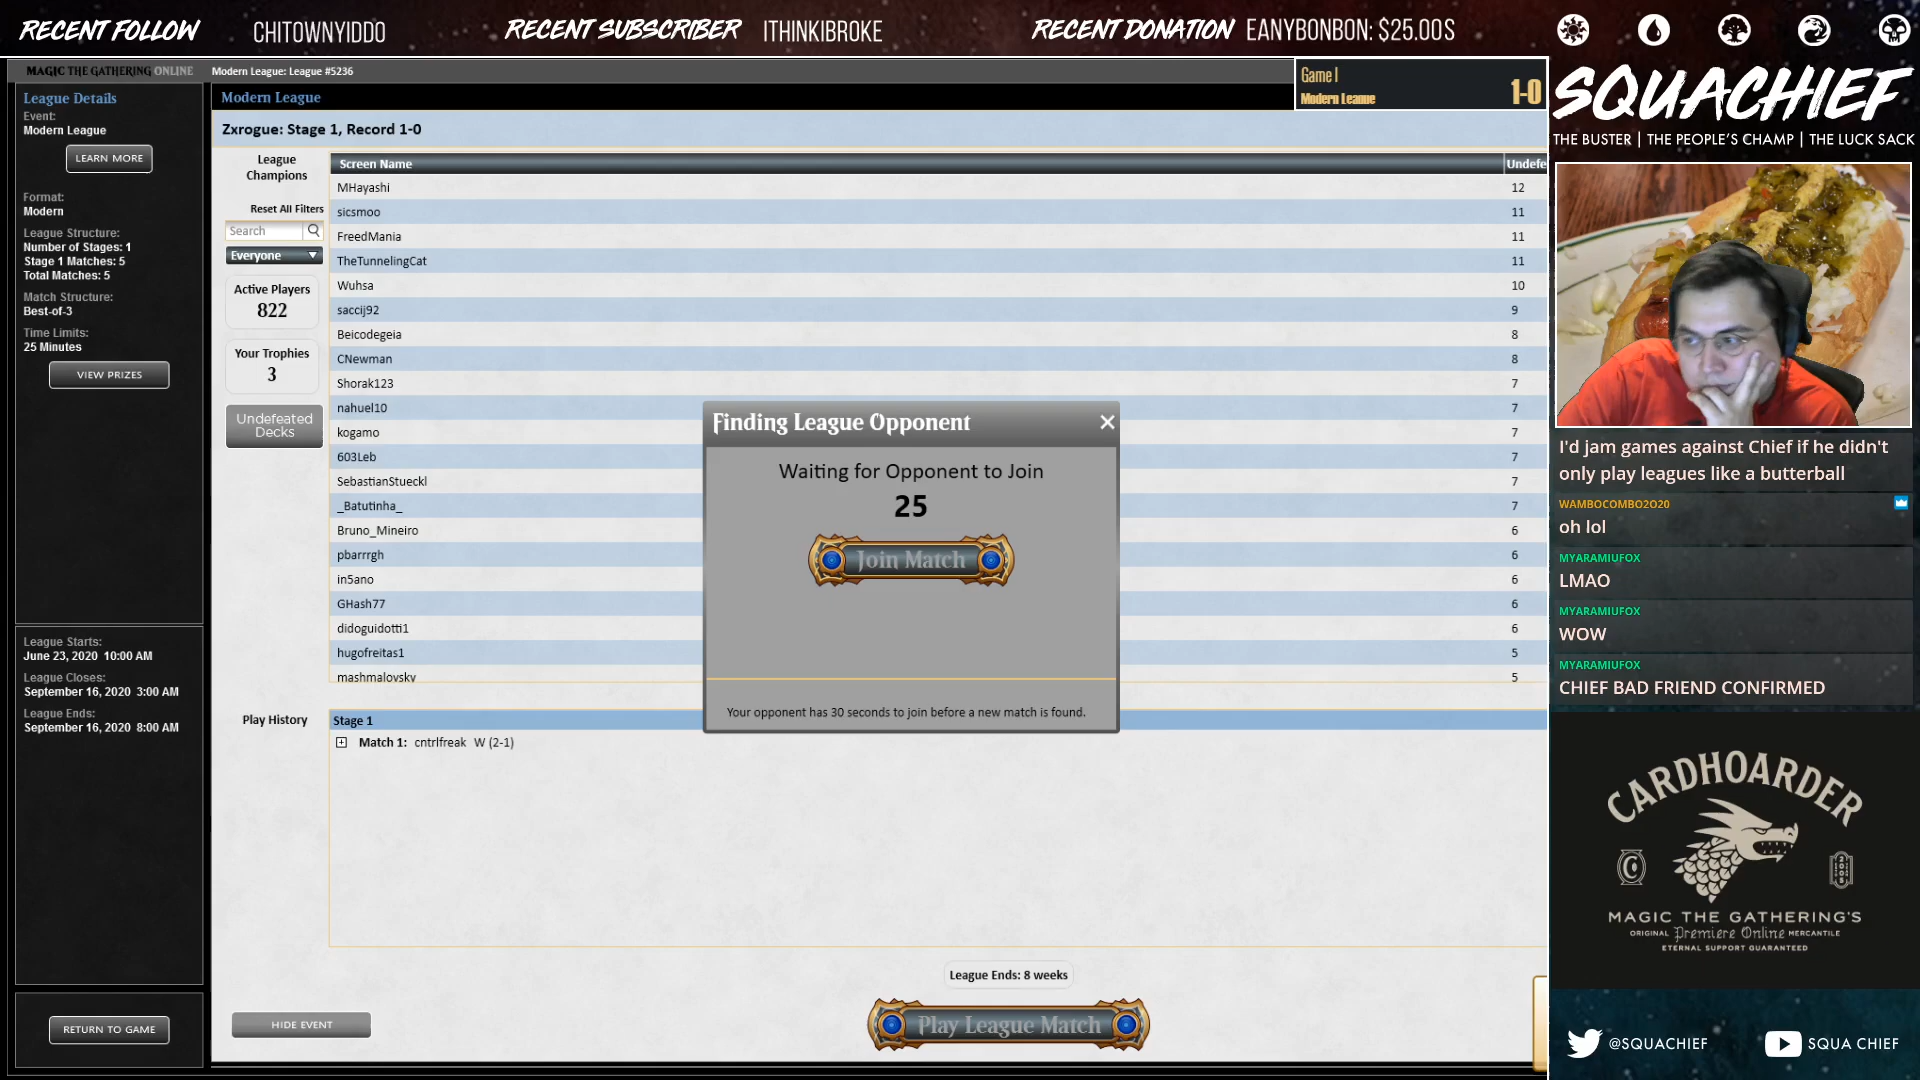 RECENT FOLLOW CHITOWNYIDDO RECENT SUBSCRIBER ITHINKIBROKE RECENT DONATION EANYBONBON: $25.00S
MAGIC THE GATHERING ONLINE
Modern League: League #5236
League Details
Event:
Modern League
LEARN MORE
Format:
Modern
League Structure:
Number of Stages: 1
Stage 1 Matches: 5
Total Matches: 5
Match Structure:
Best-of-3
Time Limits:
25 Minutes
VIEW PRIZES
League Starts:
June 23, 2020 10:00 AM
League Closes:
September 16, 2020 3:00 AM
League Ends:
September 16, 2020 8:00 AM
RETURN TO GAME
Modern League
Game 1
Modern League 1-0
Zxrogue: Stage 1, Record 1-0
League
Champions
Reset All Filters
Search
Everyone
Active Players
822
Your Trophies
3
Undefeated
Decks
Screen Name Undefe
MHayashi 12
sicsmoo 11
FreedMania 11
TheTunnelingCat 11
Wuhsa 10
saccij92 9
Beicodegeia 8
CNewman 8
Shorak123 7
nahuel10 7
kogamo 7
603Leb 7
SebastianStueckl 7
_Batutinha_ 7
Bruno_Mineiro 6
pbarrrgh 6
in5ano 6
GHash77 6
didoguidotti1 6
hugofreitas1 5
mashmalovsky 5
Finding League Opponent
Waiting for Opponent to Join
25
Join Match
Your opponent has 30 seconds to join before a new match is found.
Play History
Stage 1
Match 1: cntrlfreak W (2-1)
League Ends: 8 weeks
HIDE EVENT
Play League Match
SQUACHIEF
THE BUSTER | THE PEOPLE'S CHAMP | THE LUCK SACK
I'd jam games against Chief if he didn't
only play leagues like a butterball
WAMBOCOMBO2020
oh lol
MYARAMIUFOX
LMAO
MYARAMIUFOX
WOW
MYARAMIUFOX
CHIEF BAD FRIEND CONFIRMED
CARDHOARDER
C
MAGIC THE GATHERING'S
ORIGINAL Premiere Online MERCANTILE
ETERNAL SUPPORT GUARANTEED
@SQUACHIEF
SQUA CHIEF